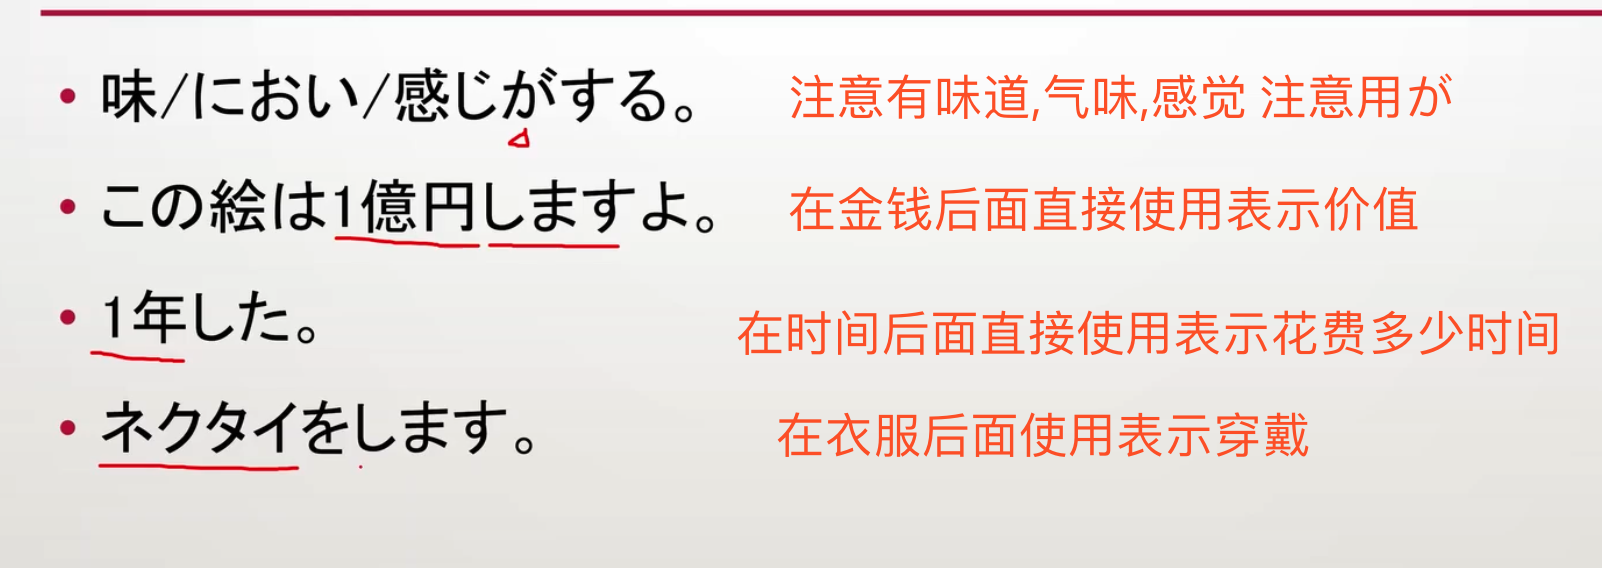 • 味/におい/感じがする。 注意有味道,气味,感觉 注意用が
• この絵は1億円しますよ。 在金钱后面直接使用表示价值
• 1年した。 在时间后面直接使用表示花费多少时间
• ネクタイをします。 在衣服后面使用表示穿戴